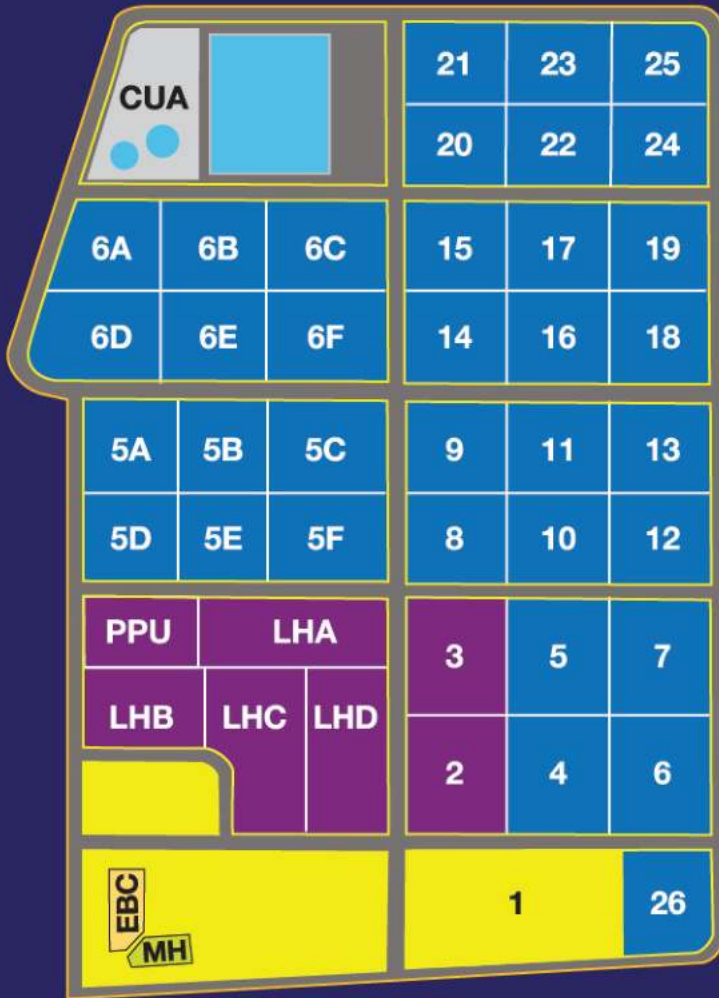 CUA
21 23 25
20 22 24
6A 6B 6C
15 17 19
6D 6E 6F
14 16 18
5A 5B 5C
9 11 13
5D 5E 5F
8 10 12
PPU LHA
3 5 7
LHB LHC LHD
2 4 6
EBC
MH
1 26